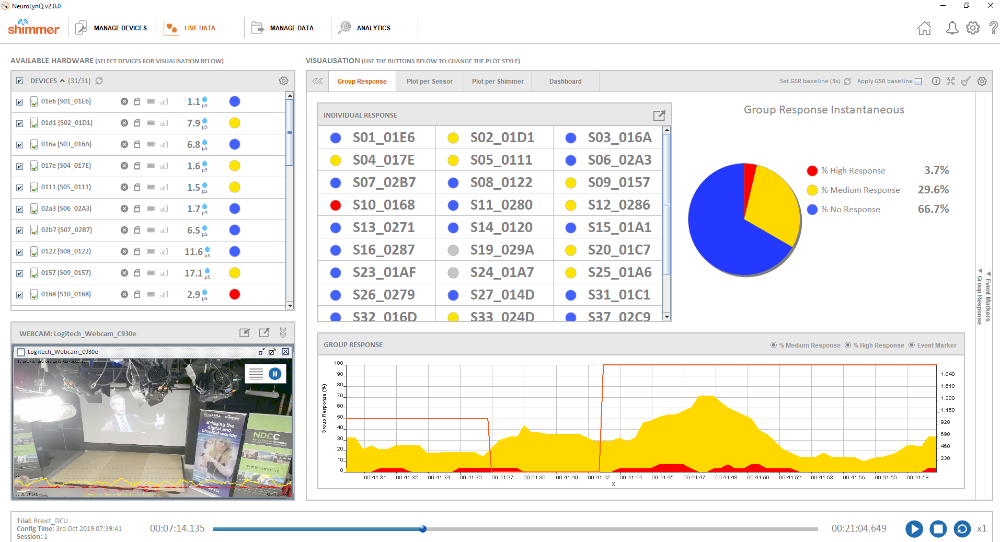 NeuroLynQ v2.0.0
shimmer
MANAGE DEVICES
LIVE DATA
MANAGE DATA
ANALYTICS
AVAILABLE HARDWARE (SELECT DEVICES FOR VISUALISATION BELOW)
DEVICES (31/31)
01e6 (S01_01E6) 1.1 µS
01d1 (S02_01D1) 7.9 µS
016a (S03_016A) 6.8 µS
017e (S04_017E) 1.6 µS
0111 (S05_0111) 1.5 µS
02a3 (S06_02A3) 1.7 µS
02b7 (S07_02B7) 6.5 µS
0122 (S08_0122) 11.6 µS
0157 (S09_0157) 17.1 µS
0168 (S10_0168) 2.9 µS
WEBCAM: Logitech_Webcam_C930e
Logitech_Webcam_C930e
shimmer
Bridging the
digital and
physical worlds
NDCC
www.ndcc.ie
VISUALISATION (USE THE BUTTONS BELOW TO CHANGE THE PLOT STYLE)
Group Response
Plot per Sensor
Plot per Shimmer
Dashboard
Set GSR baseline (3s)
Apply GSR baseline
INDIVIDUAL RESPONSE
S01_01E6 S02_01D1 S03_016A
S04_017E S05_0111 S06_02A3
S07_02B7 S08_0122 S09_0157
S10_0168 S11_0280 S12_0286
S13_0271 S14_0120 S15_01A1
S16_0287 S19_029A S20_01C7
S23_01AF S24_01A7 S25_01A6
S26_0279 S27_014D S31_01C1
S32_016D S33_024D S37_02C9
Group Response Instantaneous
% High Response 3.7%
% Medium Response 29.6%
% No Response 66.7%
Event Markers
Group Response
GROUP RESPONSE
% Medium Response
% High Response
Event Marker
Group Response (%)
100
90
80
70
60
50
40
30
20
10
0
1,840
1,610
1,380
1,150
920
690
460
230
09:41:31 09:41:32 09:41:34 09:41:36 09:41:37 09:41:39 09:41:40 09:41:42 09:41:44 09:41:45 09:41:47 09:41:48 09:41:50 09:41:52 09:41:53 09:41:55 09:41:56 09:41:58
X
Trial: Brexit_DCU
Config Time: 3rd Oct 2019 07:39:41
Session: 1
00:07:14.135
00:21:04.649
x1